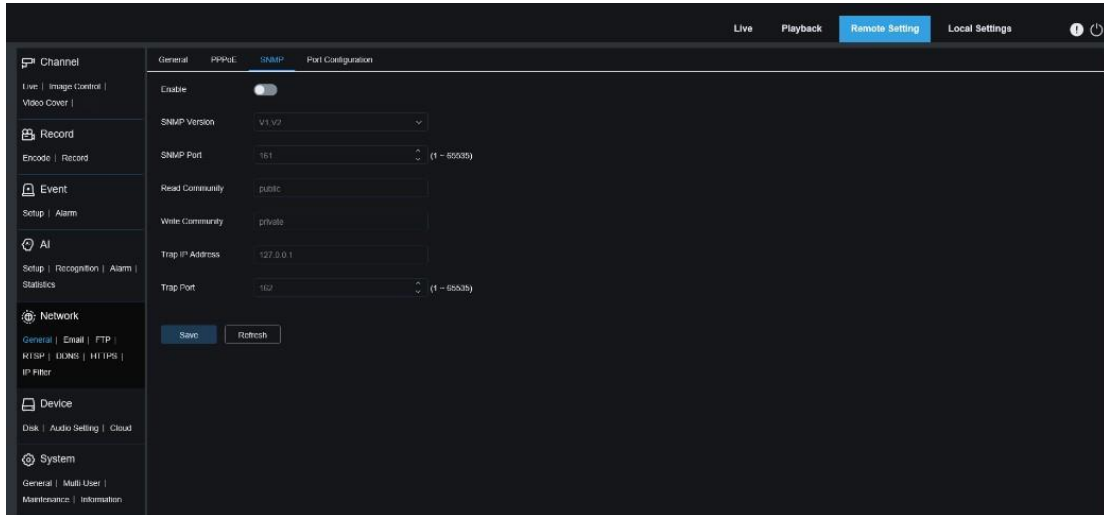 Live Playback Remote Setting Local Settings
Channel
Live | Image Control |
Video Cover |
Record
Encode | Record
Event
Setup | Alarm
AI
Setup | Recognition | Alarm |
Statistics
Network
General | Email | FTP |
RTSP | DDNS | HTTPS |
IP Filter
Device
Disk | Audio Setting | Cloud
System
General | Multi-User |
Maintenance | Information
General PPPoE SNMP Port Configuration
Enable
SNMP Version V1,V2
SNMP Port 161 (1 ~ 65535)
Read Community public
Write Community private
Trap IP Address 127.0.0.1
Trap Port 162 (1 ~ 65535)
Save Refresh